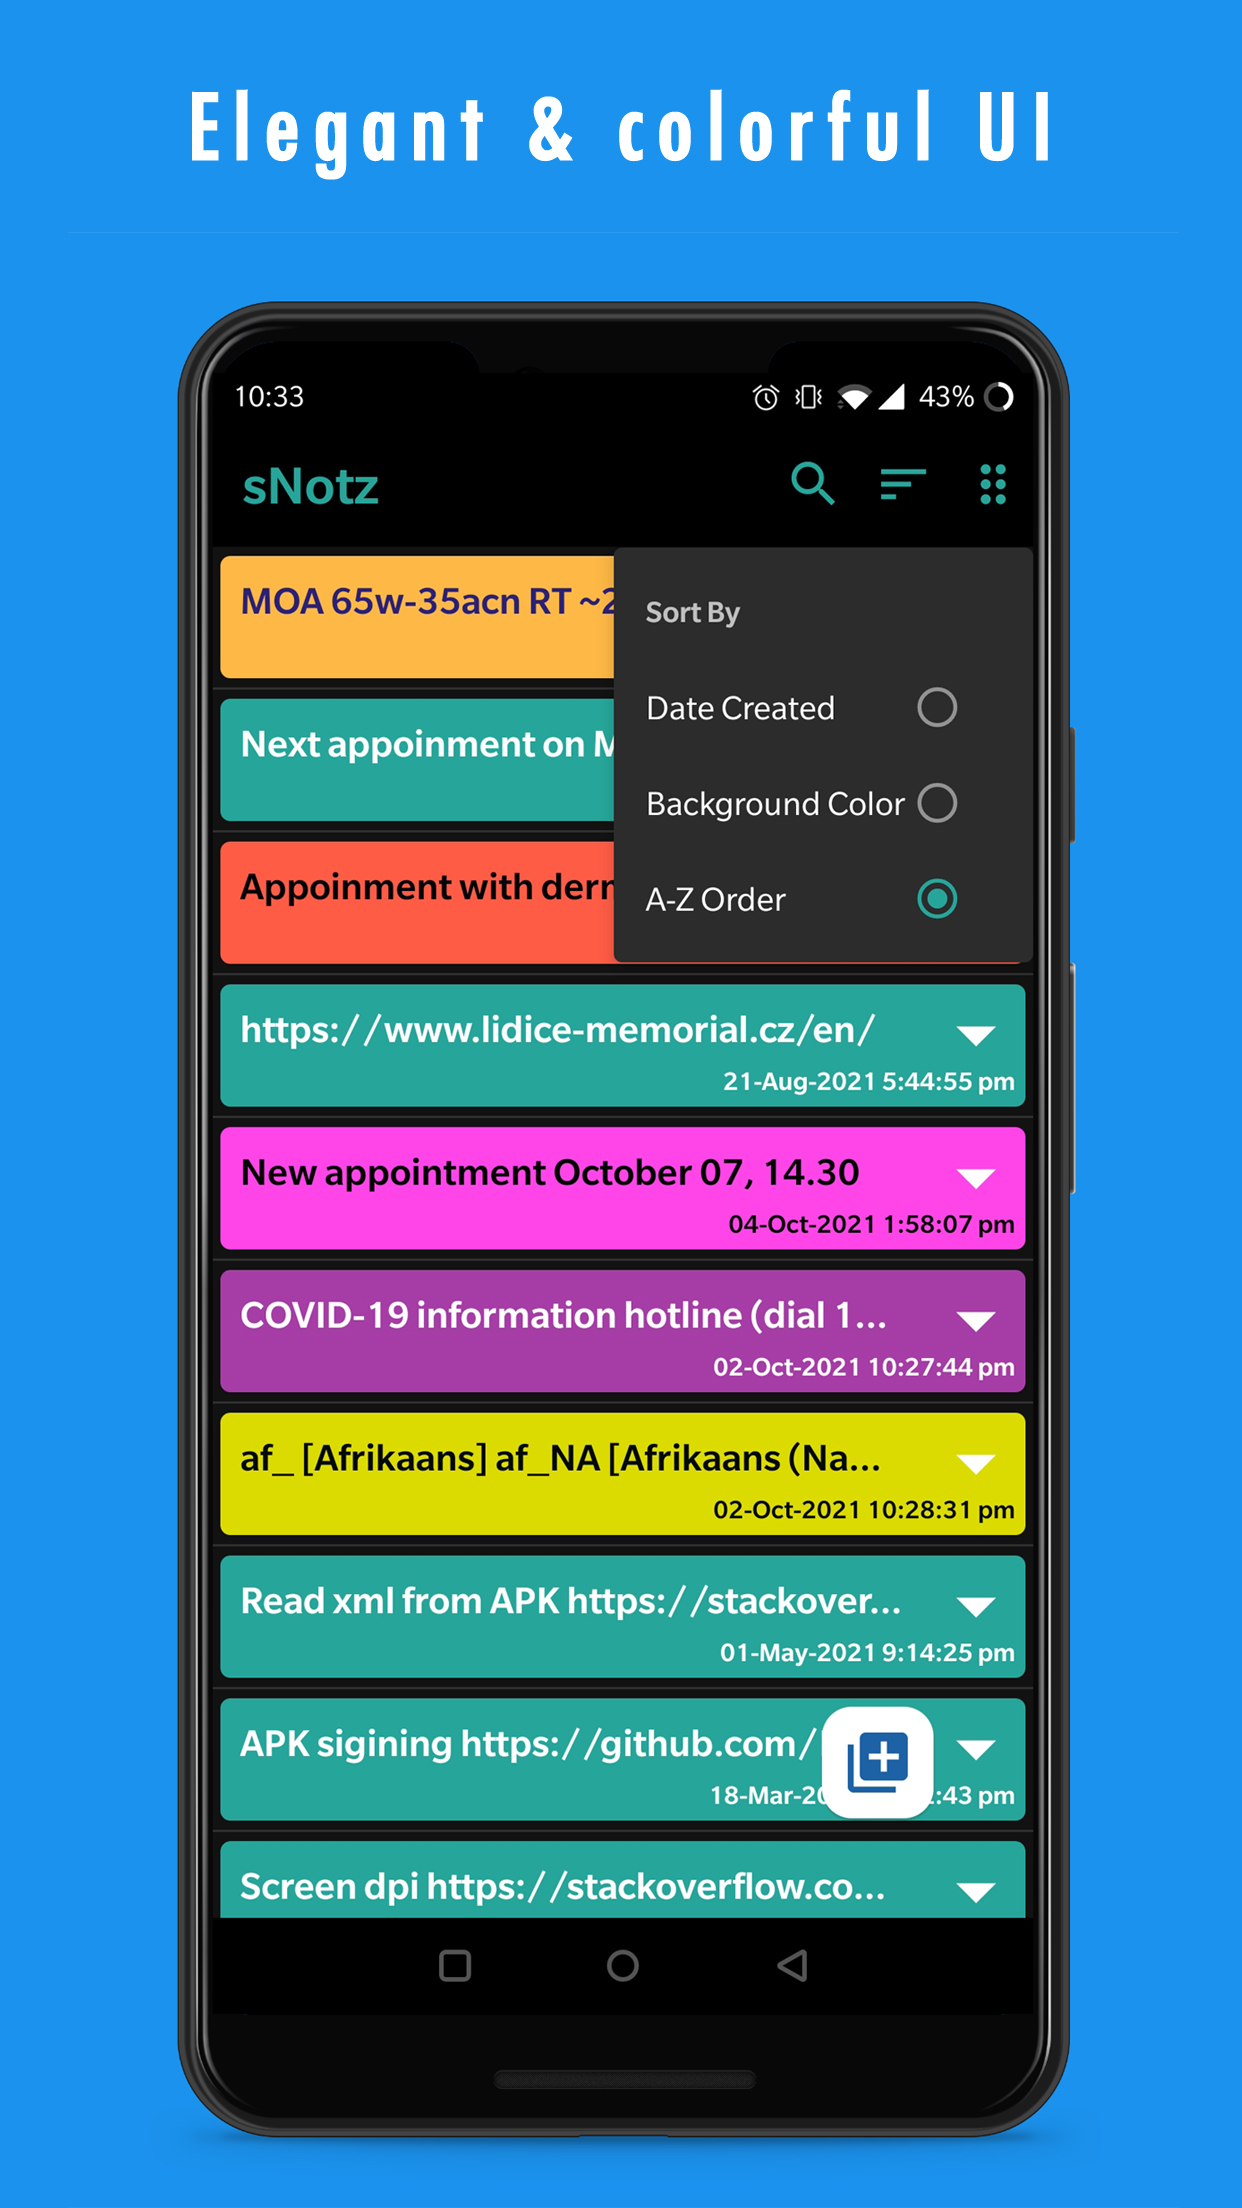 Elegant & colorful UI
10:33
43%
sNotz
MOA 65w-35acn RT ~2
Next appoinment on
Appoinment with
Sort By
Date Created
Background Color
A-Z Order
https://www.lidice-memorial.cz/en/
21-Aug-2021 5:44:55 pm
New appointment October 07, 14.30
04-Oct-2021 1:58:07 pm
COVID-19 information hotline (dial 1...
02-Oct-2021 10:27:44 pm
af_ [Afrikaans] af_NA [Afrikaans (Na...
02-Oct-2021 10:28:31 pm
Read xml from APK https://stackover...
01-May-2021 9:14:25 pm
APK sigining https://github.com/
18-Mar-20 :43 pm
Screen dpi https://stackoverflow.co...